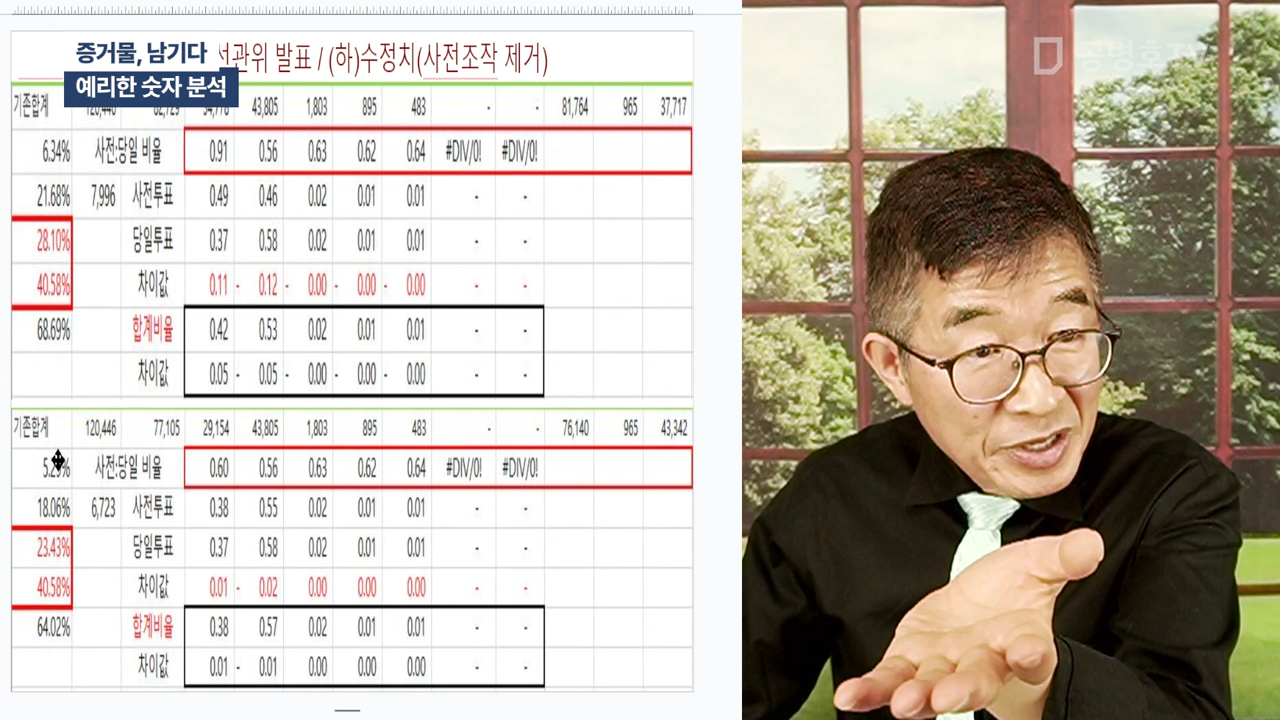 증거물, 남기다
예리한 숫자 분석
선관위 발표 / (하)수정치(사전조작 제거)
공병호TV
기존합계 120,446 62,729 34,778 43,805 1,803 895 483 - - 81,764 965 37,717
6.34% 사전:당일 비율 0.91 0.56 0.63 0.62 0.64 #DIV/0! #DIV/0!
21.68% 7,996 사전투표 0.49 0.46 0.02 0.01 0.01 - -
28.10% 당일투표 0.37 0.58 0.02 0.01 0.01 - -
40.58% 차이값 0.11 - 0.12 - 0.00 - 0.00 - 0.00 - -
68.69% 합계비율 0.42 0.53 0.02 0.01 0.01 - -
차이값 0.05 - 0.05 - 0.00 - 0.00 - 0.00 - -
기존합계 120,446 77,105 29,154 43,805 1,803 895 483 - - 76,140 965 43,342
사전:당일 비율 0.60 0.56 0.63 0.62 0.64 #DIV/0! #DIV/0!
18.06% 6,723 사전투표 0.38 0.55 0.02 0.01 0.01 - -
23.43% 당일투표 0.37 0.58 0.02 0.01 0.01 - -
40.58% 차이값 0.01 - 0.02 0.00 0.00 0.00 - -
64.02% 합계비율 0.38 0.57 0.02 0.01 0.01 - -
차이값 0.01 - 0.01 0.00 0.00 0.00 - -